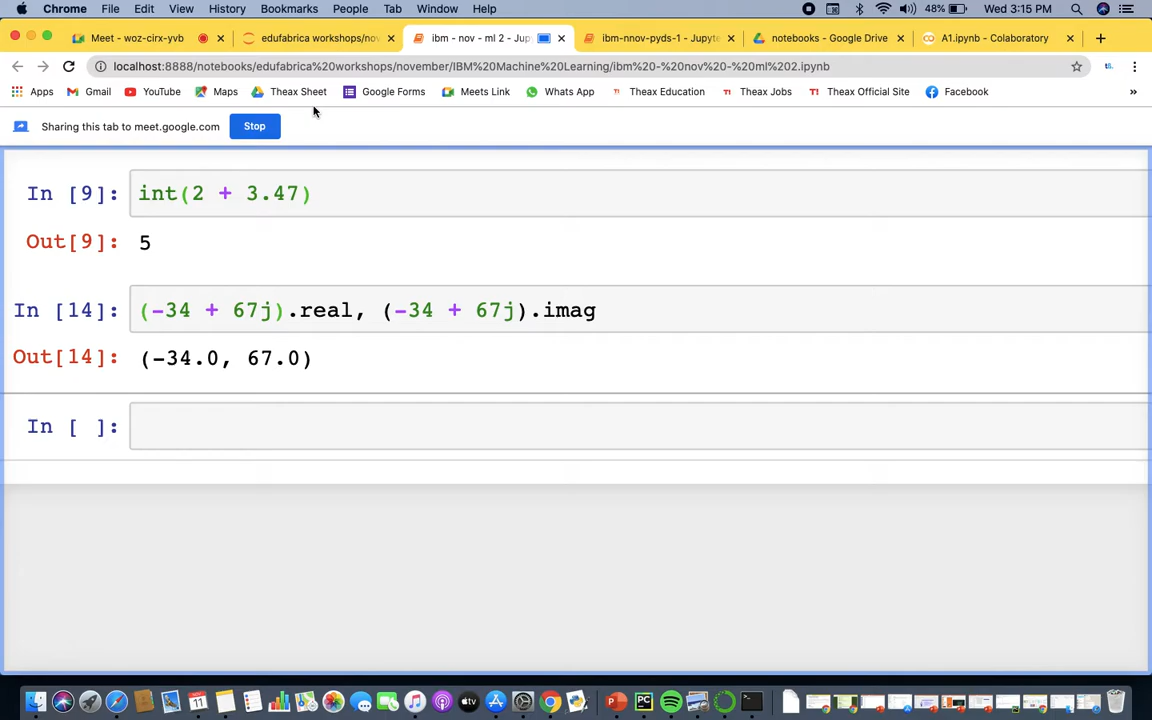 Chrome File Edit View History Bookmarks People Tab Window Help 48% Wed 3:15 PM
Meet - woz-cirx-yvb edufabrica workshops/nov ibm - nov - ml 2 - Jup ibm-nnov-pyds-1 - Jupyte notebooks - Google Drive A1.ipynb - Colaboratory
localhost:8888/notebooks/edufabrica%20workshops/november/IBM%20Machine%20Learning/ibm%20-%20nov%20-%20ml%202.ipynb
Apps Gmail YouTube Maps Theax Sheet Google Forms Meets Link Whats App Theax Education Theax Jobs Theax Official Site Facebook »
Sharing this tab to meet.google.com Stop
In [9]: int(2 + 3.47)
Out[9]: 5
In [14]: (-34 + 67j).real, (-34 + 67j).imag
Out[14]: (-34.0, 67.0)
In [ ]: